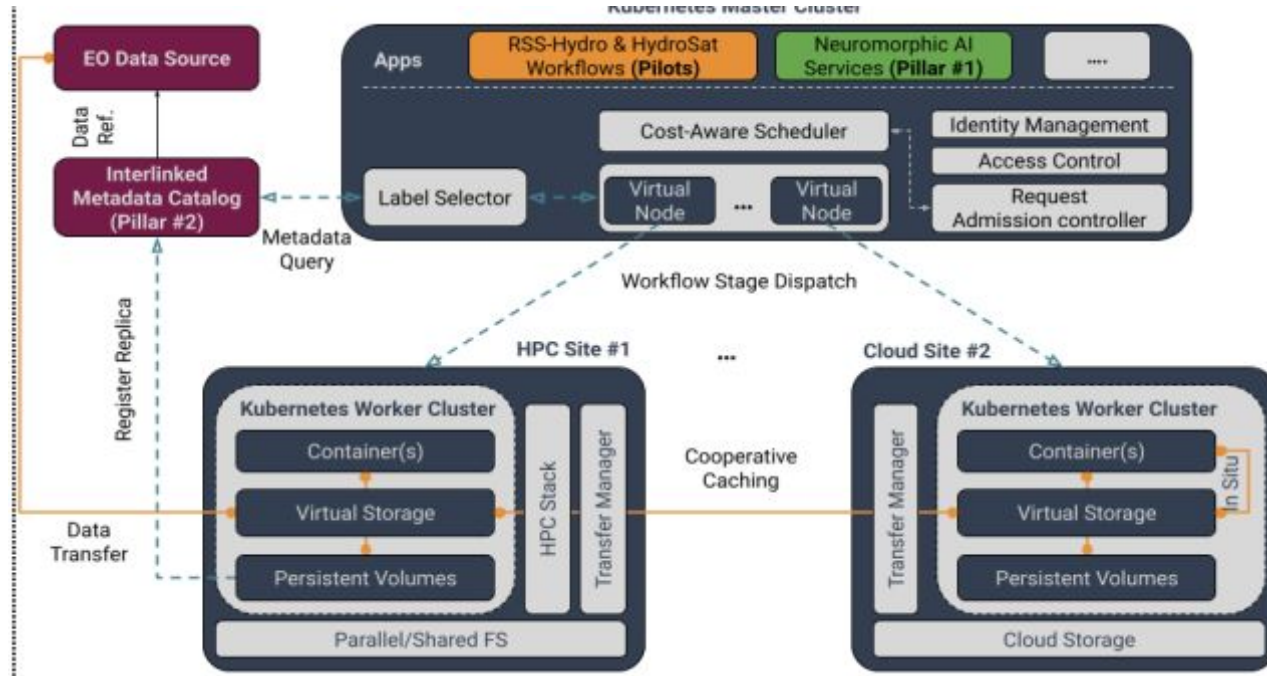 Kubernetes Master Cluster
EO Data Source
Apps
RSS-Hydro & HydroSat
Workflows (Pilots)
Neuromorphic AI
Services (Pillar #1)
....
Data
Ref.
Cost-Aware Scheduler
Identity Management
Access Control
Request
Admission controller
Interlinked
Metadata Catalog
(Pillar #2)
Label Selector
Virtual
Node
...
Virtual
Node
Metadata
Query
Workflow Stage Dispatch
Register Replica
HPC Site #1
...
Cloud Site #2
Kubernetes Worker Cluster
Container(s)
Virtual Storage
Persistent Volumes
HPC Stack
Transfer Manager
Parallel/Shared FS
Data
Transfer
Cooperative
Caching
Transfer Manager
Kubernetes Worker Cluster
Container(s)
Virtual Storage
Persistent Volumes
In Situ
Cloud Storage